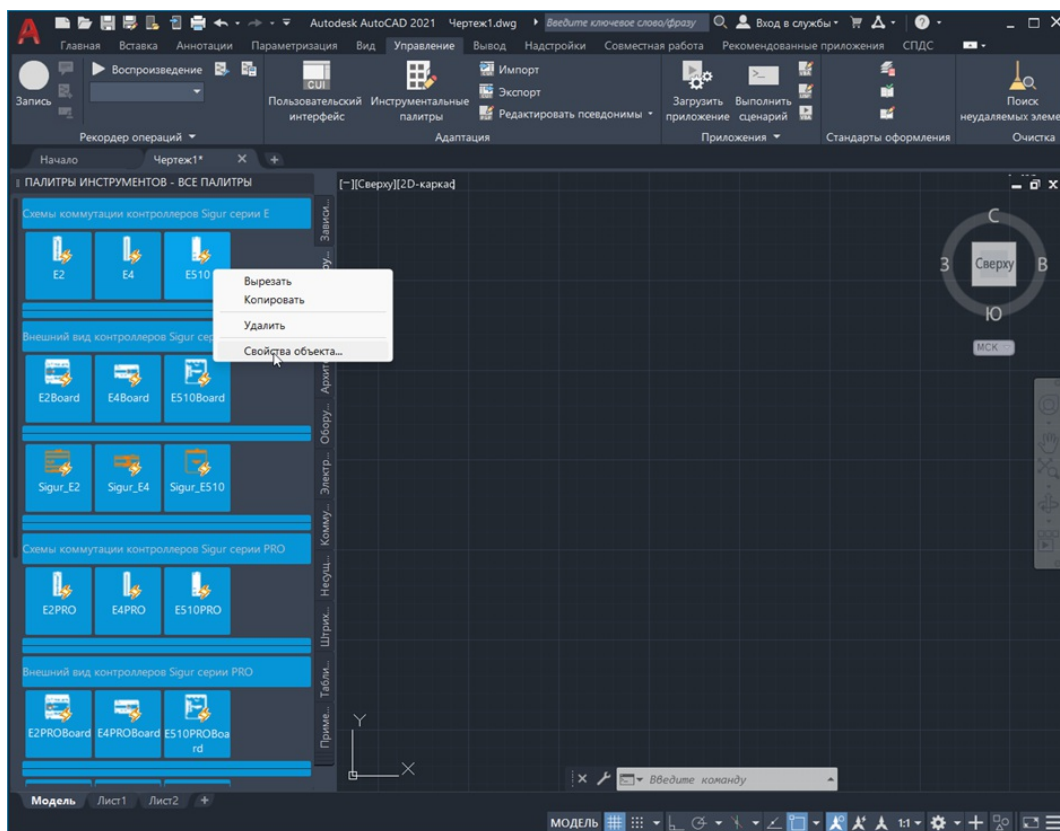 Autodesk AutoCAD 2021 Чертеж1.dwg Введите ключевое слово/фразу Вход в службы
Главная Вставка Аннотации Параметризация Вид Управление Вывод Надстройки Совместная работа Рекомендованные приложения СПДС
Запись
Воспроизведение
Рекордер операций
CUI
Пользовательский интерфейс
Инструментальные палитры
Импорт
Экспорт
Редактировать псевдонимы
Адаптация
Загрузить приложение
Выполнить сценарий
Приложения
Стандарты оформления
Поиск
неудаляемых элеме
Очистка
Начало Чертеж1* +
ПАЛИТРЫ ИНСТРУМЕНТОВ - ВСЕ ПАЛИТРЫ
[−][Сверху][2D-каркас]
Схемы коммутации контроллеров Sigur серии E
E2 E4 E510
Вырезать
Копировать
Удалить
Свойства объекта...
Внешний вид контроллеров Sigur сер
E2Board E4Board E510Board
Sigur_E2 Sigur_E4 Sigur_E510
Схемы коммутации контроллеров Sigur серии PRO
E2PRO E4PRO E510PRO
Внешний вид контроллеров Sigur серии PRO
E2PROBoard E4PROBoard E510PROBoa
rd
Зависи...
Архит
Обору...
Электр...
Комму...
Несущ...
Штрих...
Табли...
Приме...
С
З
Сверху
В
Ю
МСК
Y
X
Введите команду
Модель Лист1 Лист2 +
МОДЕЛЬ 1:1